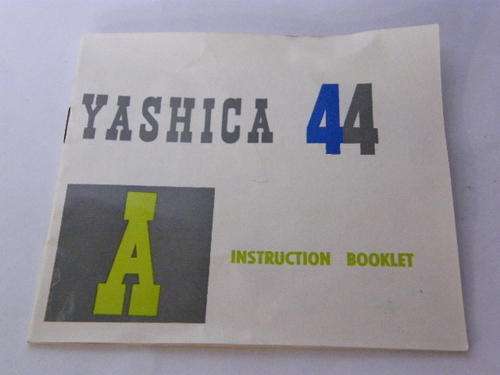 YASHICA 44
A
INSTRUCTION BOOKLET